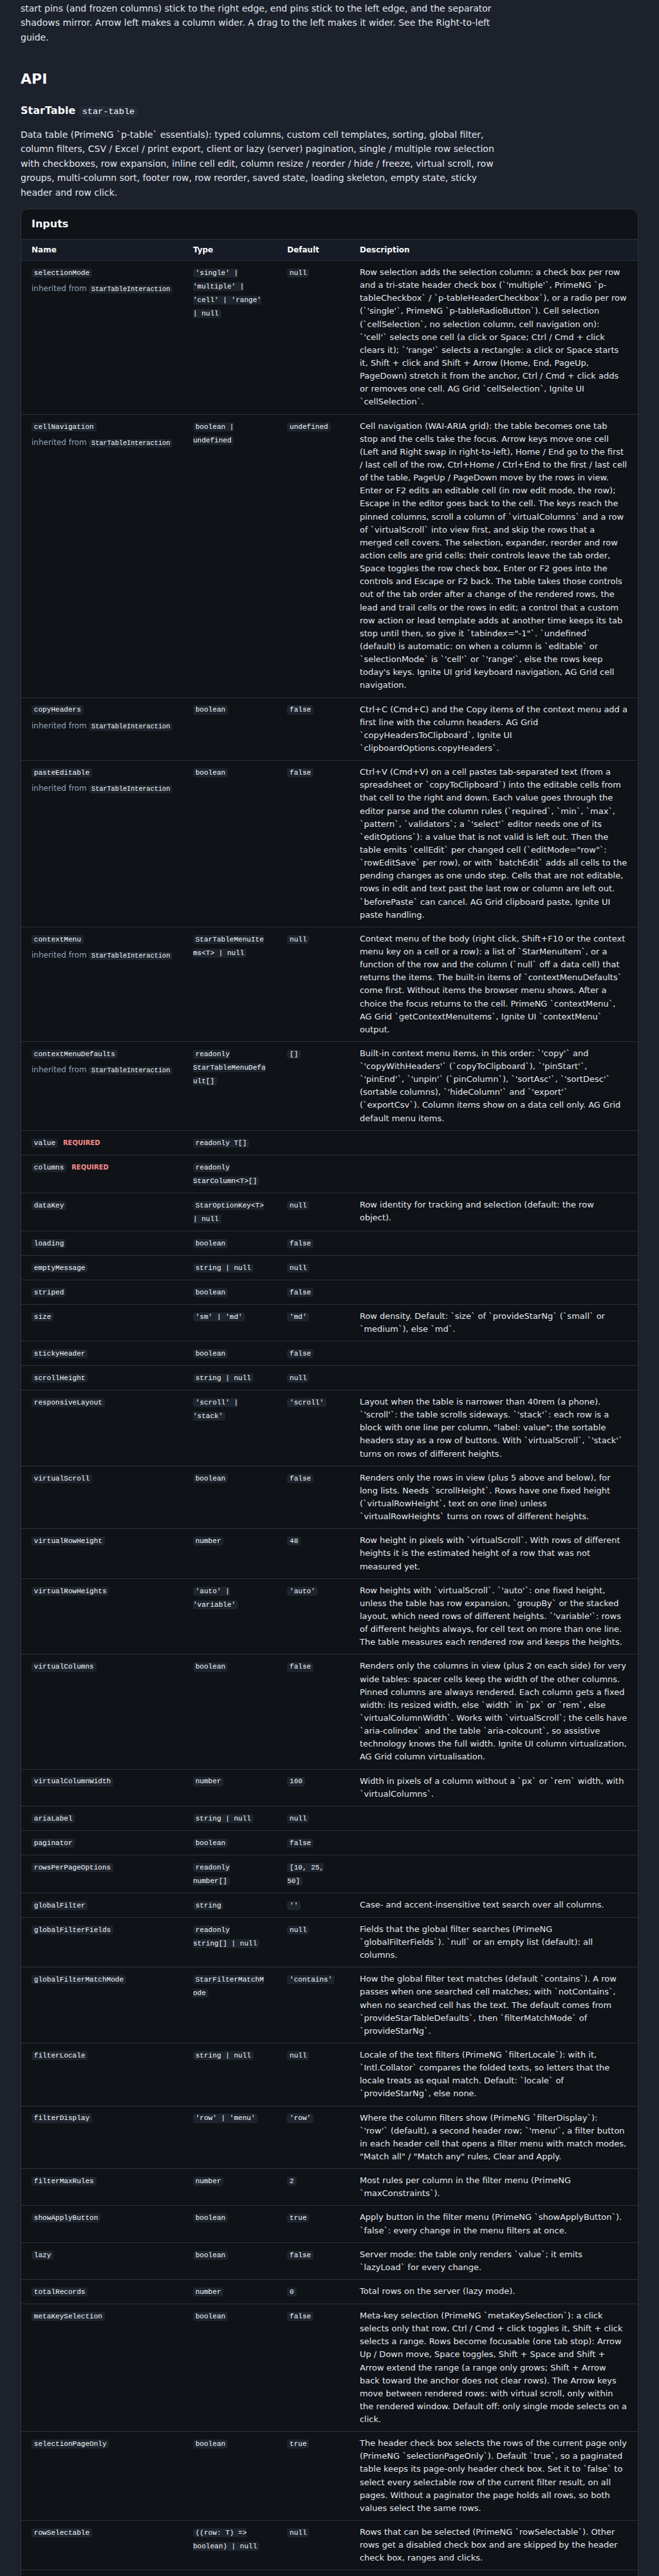 start pins (and frozen columns) stick to the right edge, end pins stick to the left edge, and the separator
shadows mirror. Arrow left makes a column wider. A drag to the left makes it wider. See the Right-to-left
guide.
API
StarTable star-table
Data table (PrimeNG `p-table` essentials): typed columns, custom cell templates, sorting, global filter,
column filters, CSV / Excel / print export, client or lazy (server) pagination, single / multiple row selection
with checkboxes, row expansion, inline cell edit, column resize / reorder / hide / freeze, virtual scroll, row
groups, multi-column sort, footer row, row reorder, saved state, loading skeleton, empty state, sticky
header and row click.
Inputs
Name Type Default Description
selectionMode
inherited from StarTableInteraction
'single' |
'multiple' |
'cell' | 'range'
| null
null
Row selection adds the selection column: a check box per row
and a tri-state header check box (`'multiple'`, PrimeNG `p-
tableCheckbox` / `p-tableHeaderCheckbox`), or a radio per row
(`'single'`, PrimeNG `p-tableRadioButton`). Cell selection
(`cellSelection`, no selection column, cell navigation on):
`'cell'` selects one cell (a click or Space; Ctrl / Cmd + click
clears it); `'range'` selects a rectangle: a click or Space starts
it, Shift + click and Shift + Arrow (Home, End, PageUp,
PageDown) stretch it from the anchor, Ctrl / Cmd + click adds
or removes one cell. AG Grid `cellSelection`, Ignite UI
`cellSelection`.
cellNavigation
inherited from StarTableInteraction
boolean |
undefined
undefined
Cell navigation (WAI-ARIA grid): the table becomes one tab
stop and the cells take the focus. Arrow keys move one cell
(Left and Right swap in right-to-left), Home / End go to the first
/ last cell of the row, Ctrl+Home / Ctrl+End to the first / last cell
of the table, PageUp / PageDown move by the rows in view.
Enter or F2 edits an editable cell (in row edit mode, the row);
Escape in the editor goes back to the cell. The keys reach the
pinned columns, scroll a column of `virtualColumns` and a row
of `virtualScroll` into view first, and skip the rows that a
merged cell covers. The selection, expander, reorder and row
action cells are grid cells: their controls leave the tab order,
Space toggles the row check box, Enter or F2 goes into the
controls and Escape or F2 back. The table takes those controls
out of the tab order after a change of the rendered rows, the
lead and trail cells or the rows in edit; a control that a custom
row action or lead template adds at another time keeps its tab
stop until then, so give it `tabindex="-1"`. `undefined`
(default) is automatic: on when a column is `editable` or
`selectionMode` is `'cell'` or `'range'`, else the rows keep
today's keys. Ignite UI grid keyboard navigation, AG Grid cell
navigation.
copyHeaders
inherited from StarTableInteraction
boolean
false
Ctrl+C (Cmd+C) and the Copy items of the context menu add a
first line with the column headers. AG Grid
`copyHeadersToClipboard`, Ignite UI
`clipboardOptions.copyHeaders`.
pasteEditable
inherited from StarTableInteraction
boolean
false
Ctrl+V (Cmd+V) on a cell pastes tab-separated text (from a
spreadsheet or `copyToClipboard`) into the editable cells from
that cell to the right and down. Each value goes through the
editor parse and the column rules (`required`, `min`, `max`,
`pattern`, `validators`; a `'select'` editor needs one of its
`editOptions`): a value that is not valid is left out. Then the
table emits `cellEdit` per changed cell (`editMode="row"`:
`rowEditSave` per row), or with `batchEdit` adds all cells to the
pending changes as one undo step. Cells that are not editable,
rows in edit and text past the last row or column are left out.
`beforePaste` can cancel. AG Grid clipboard paste, Ignite UI
paste handling.
contextMenu
inherited from StarTableInteraction
StarTableMenuIte
ms<T> | null
null
Context menu of the body (right click, Shift+F10 or the context
menu key on a cell or a row): a list of `StarMenuItem`, or a
function of the row and the column (`null` off a data cell) that
returns the items. The built-in items of `contextMenuDefaults`
come first. Without items the browser menu shows. After a
choice the focus returns to the cell. PrimeNG `contextMenu`,
AG Grid `getContextMenuItems`, Ignite UI `contextMenu`
output.
contextMenuDefaults
inherited from StarTableInteraction
readonly
StarTableMenuDefa
ult[]
[]
Built-in context menu items, in this order: `'copy'` and
`'copyWithHeaders'` (`copyToClipboard`), `'pinStart'`,
`'pinEnd'`, `'unpin'` (`pinColumn`), `'sortAsc'`, `'sortDesc'`
(sortable columns), `'hideColumn'` and `'export'`
(`exportCsv`). Column items show on a data cell only. AG Grid
default menu items.
value REQUIRED
readonly T[]
columns REQUIRED
readonly
StarColumn<T>[]
dataKey
StarOptionKey<T>
| null
null
Row identity for tracking and selection (default: the row
object).
loading boolean false
emptyMessage string | null null
striped boolean false
size 'sm' | 'md' 'md'
Row density. Default: `size` of `provideStarNg` (`small` or
`medium`), else `md`.
stickyHeader boolean false
scrollHeight string | null null
responsiveLayout
'scroll' |
'stack'
'scroll'
Layout when the table is narrower than 40rem (a phone).
`'scroll'`: the table scrolls sideways. `'stack'`: each row is a
block with one line per column, "label: value"; the sortable
headers stay as a row of buttons. With `virtualScroll`, `'stack'`
turns on rows of different heights.
virtualScroll boolean false
Renders only the rows in view (plus 5 above and below), for
long lists. Needs `scrollHeight`. Rows have one fixed height
(`virtualRowHeight`, text on one line) unless
`virtualRowHeights` turns on rows of different heights.
virtualRowHeight number 48
Row height in pixels with `virtualScroll`. With rows of different
heights it is the estimated height of a row that was not
measured yet.
virtualRowHeights
'auto' |
'variable'
'auto'
Row heights with `virtualScroll`. `'auto'`: one fixed height,
unless the table has row expansion, `groupBy` or the stacked
layout, which need rows of different heights. `'variable'`: rows
of different heights always, for cell text on more than one line.
The table measures each rendered row and keeps the heights.
virtualColumns boolean false
Renders only the columns in view (plus 2 on each side) for very
wide tables: spacer cells keep the width of the other columns.
Pinned columns are always rendered. Each column gets a fixed
width: its resized width, else `width` in `px` or `rem`, else
`virtualColumnWidth`. Works with `virtualScroll`; the cells have
`aria-colindex` and the table `aria-colcount`, so assistive
technology knows the full width. Ignite UI column virtualization,
AG Grid column virtualisation.
virtualColumnWidth number 160
Width in pixels of a column without a `px` or `rem` width, with
`virtualColumns`.
ariaLabel string | null null
paginator boolean false
rowsPerPageOptions
readonly
number[]
[10, 25,
50]
globalFilter string ''
Case- and accent-insensitive text search over all columns.
globalFilterFields
readonly
string[] | null
null
Fields that the global filter searches (PrimeNG
`globalFilterFields`). `null` or an empty list (default): all
columns.
globalFilterMatchMode
StarFilterMatchM
ode
'contains'
How the global filter text matches (default `contains`). A row
passes when one searched cell matches; with `notContains`,
when no searched cell has the text. The default comes from
`provideStarTableDefaults`, then `filterMatchMode` of
`provideStarNg`.
filterLocale string | null null
Locale of the text filters (PrimeNG `filterLocale`): with it,
`Intl.Collator` compares the folded texts, so letters that the
locale treats as equal match. Default: `locale` of
`provideStarNg`, else none.
filterDisplay 'row' | 'menu' 'row'
Where the column filters show (PrimeNG `filterDisplay`):
`'row'` (default), a second header row; `'menu'`, a filter button
in each header cell that opens a filter menu with match modes,
"Match all" / "Match any" rules, Clear and Apply.
filterMaxRules number 2
Most rules per column in the filter menu (PrimeNG
`maxConstraints`).
showApplyButton boolean true
Apply button in the filter menu (PrimeNG `showApplyButton`).
`false`: every change in the menu filters at once.
lazy boolean false
Server mode: the table only renders `value`; it emits
`lazyLoad` for every change.
totalRecords number 0
Total rows on the server (lazy mode).
metaKeySelection boolean false
Meta-key selection (PrimeNG `metaKeySelection`): a click
selects only that row, Ctrl / Cmd + click toggles it, Shift + click
selects a range. Rows become focusable (one tab stop): Arrow
Up / Down move, Space toggles, Shift + Space and Shift +
Arrow extend the range (a range only grows; Shift + Arrow
back toward the anchor does not clear rows). The Arrow keys
move between rendered rows: with virtual scroll, only within
the rendered window. Default off: only single mode selects on a
click.
selectionPageOnly boolean true
The header check box selects the rows of the current page only
(PrimeNG `selectionPageOnly`). Default `true`, so a paginated
table keeps its page-only header check box. Set it to `false` to
select every selectable row of the current filter result, on all
pages. Without a paginator the page holds all rows, so both
values select the same rows.
rowSelectable
((row: T) =>
boolean) | null
null
Rows that can be selected (PrimeNG `rowSelectable`). Other
rows get a disabled check box and are skipped by the header
check box, ranges and clicks.